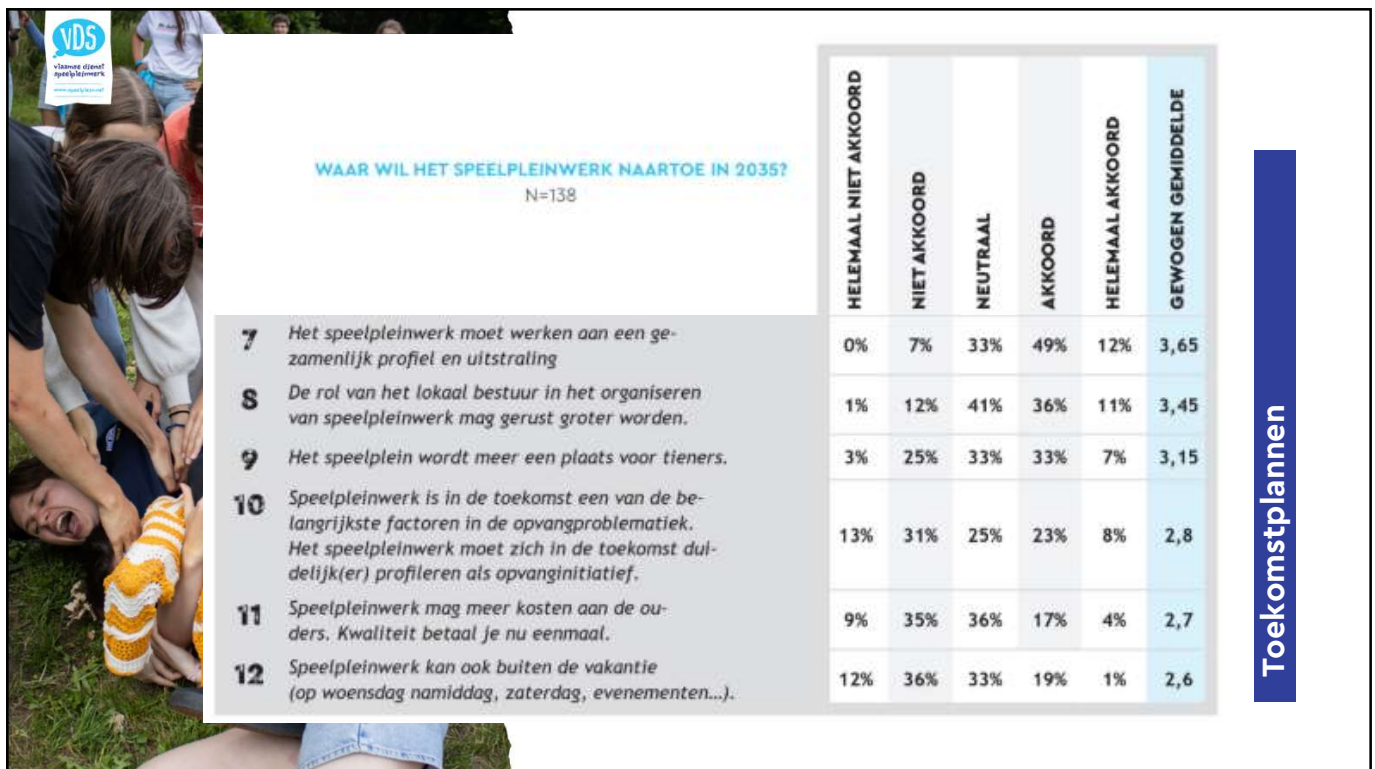 VDS
vlaamse dienst
speelpleinwerk
www.speelplein.net
WAAR WIL HET SPEELPLEINWERK NAARTOE IN 2035?
N=138
HELEMAAL NIET AKKOORD
NIET AKKOORD
NEUTRAAL
AKKOORD
HELEMAAL AKKOORD
GEWOGEN GEMIDDELDE
7 Het speelpleinwerk moet werken aan een ge-
zamenlijk profiel en uitstraling
0% 7% 33% 49% 12% 3,65
8 De rol van het lokaal bestuur in het organiseren
van speelpleinwerk mag gerust groter worden.
1% 12% 41% 36% 11% 3,45
9 Het speelplein wordt meer een plaats voor tieners.
3% 25% 33% 33% 7% 3,15
10 Speelpleinwerk is in de toekomst een van de be-
langrijkste factoren in de opvangproblematiek.
Het speelpleinwerk moet zich in de toekomst dui-
delijk(er) profileren als opvanginitiatief.
13% 31% 25% 23% 8% 2,8
11 Speelpleinwerk mag meer kosten aan de ou-
ders. Kwaliteit betaal je nu eenmaal.
9% 35% 36% 17% 4% 2,7
12 Speelpleinwerk kan ook buiten de vakantie
(op woensdag namiddag, zaterdag, evenementen...).
12% 36% 33% 19% 1% 2,6
Toekomstplannen